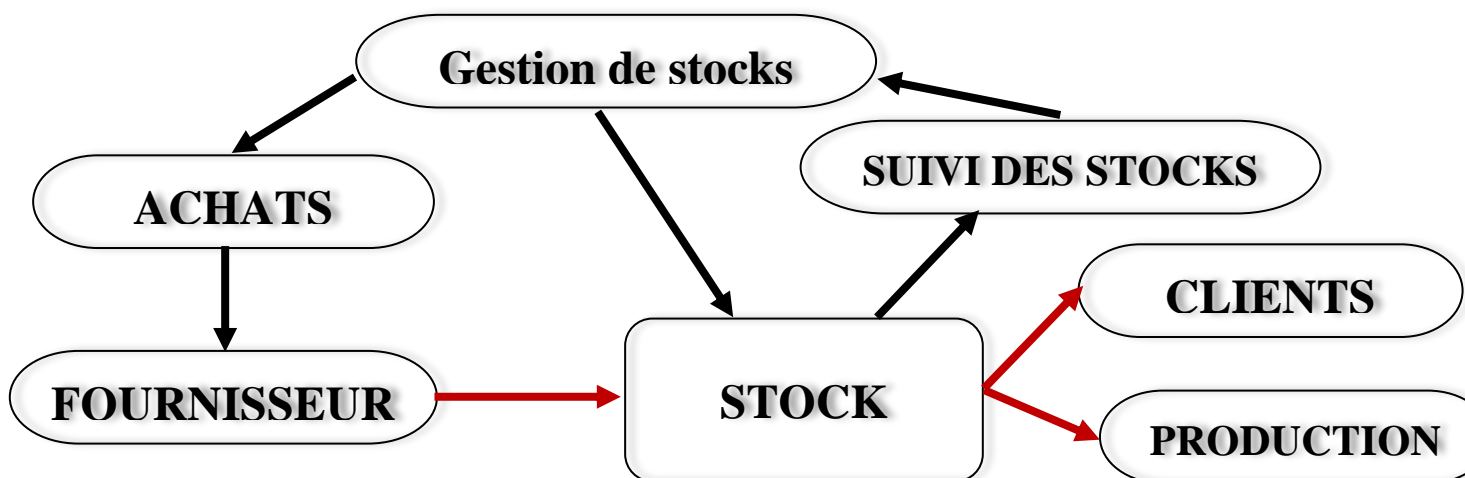 Gestion de stocks
SUIVI DES STOCKS
ACHATS
CLIENTS
FOURNISSEUR
STOCK
PRODUCTION